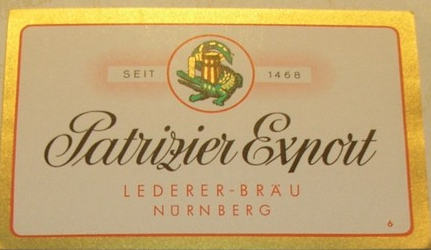 SEIT 1468
Patrizier Export
LEDERER-BRÄU
NÜRNBERG
6